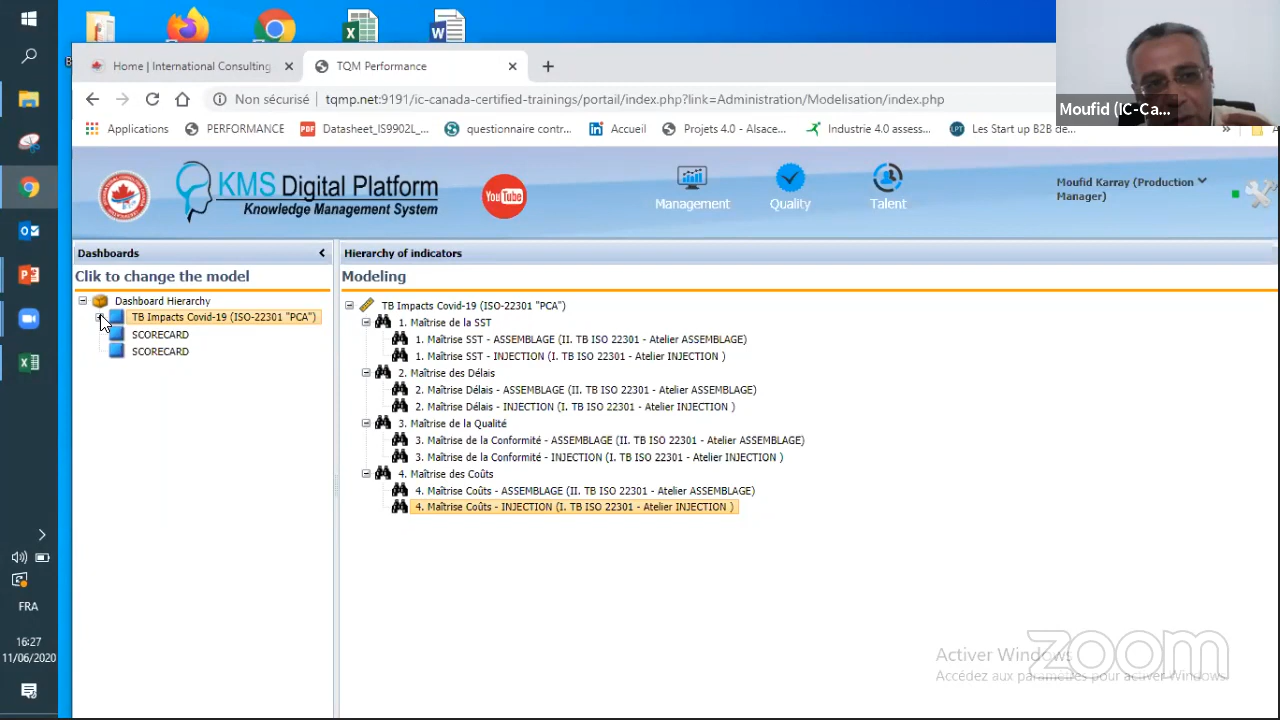 Home | International Consulting
TQM Performance
Non sécurisé
tqmp.net:9191/ic-canada-certified-trainings/portail/index.php?link=Administration/Modelisation/index.php
Moufid (IC-Ca...
Applications
PERFORMANCE
PDF
Datasheet_IS9902L_...
questionnaire contr...
Accueil
Projets 4.0 - Alsace...
Industrie 4.0 assess...
LPT
Les Start up B2B de...
»
KMS Digital Platform
Knowledge Management System
YouTube
Management
Quality
Talent
Moufid Karray (Production
Manager)
Dashboards
Clik to change the model
Dashboard Hierarchy
TB Impacts Covid-19 (ISO-22301 "PCA")
SCORECARD
SCORECARD
Hierarchy of indicators
Modeling
TB Impacts Covid-19 (ISO-22301 "PCA")
1. Maîtrise de la SST
1. Maîtrise SST - ASSEMBLAGE (II. TB ISO 22301 - Atelier ASSEMBLAGE)
1. Maîtrise SST - INJECTION (I. TB ISO 22301 - Atelier INJECTION )
2. Maîtrise des Délais
2. Maîtrise Délais - ASSEMBLAGE (II. TB ISO 22301 - Atelier ASSEMBLAGE)
2. Maîtrise Délais - INJECTION (I. TB ISO 22301 - Atelier INJECTION )
3. Maîtrise de la Qualité
3. Maîtrise de la Conformité - ASSEMBLAGE (II. TB ISO 22301 - Atelier ASSEMBLAGE)
3. Maîtrise de la Conformité - INJECTION (I. TB ISO 22301 - Atelier INJECTION )
4. Maîtrise des Coûts
4. Maîtrise Coûts - ASSEMBLAGE (II. TB ISO 22301 - Atelier ASSEMBLAGE)
4. Maîtrise Coûts - INJECTION (I. TB ISO 22301 - Atelier INJECTION )
FRA
16:27
11/06/2020
Activer Windows
Accédez aux paramètres pour activer Windows.
zoom